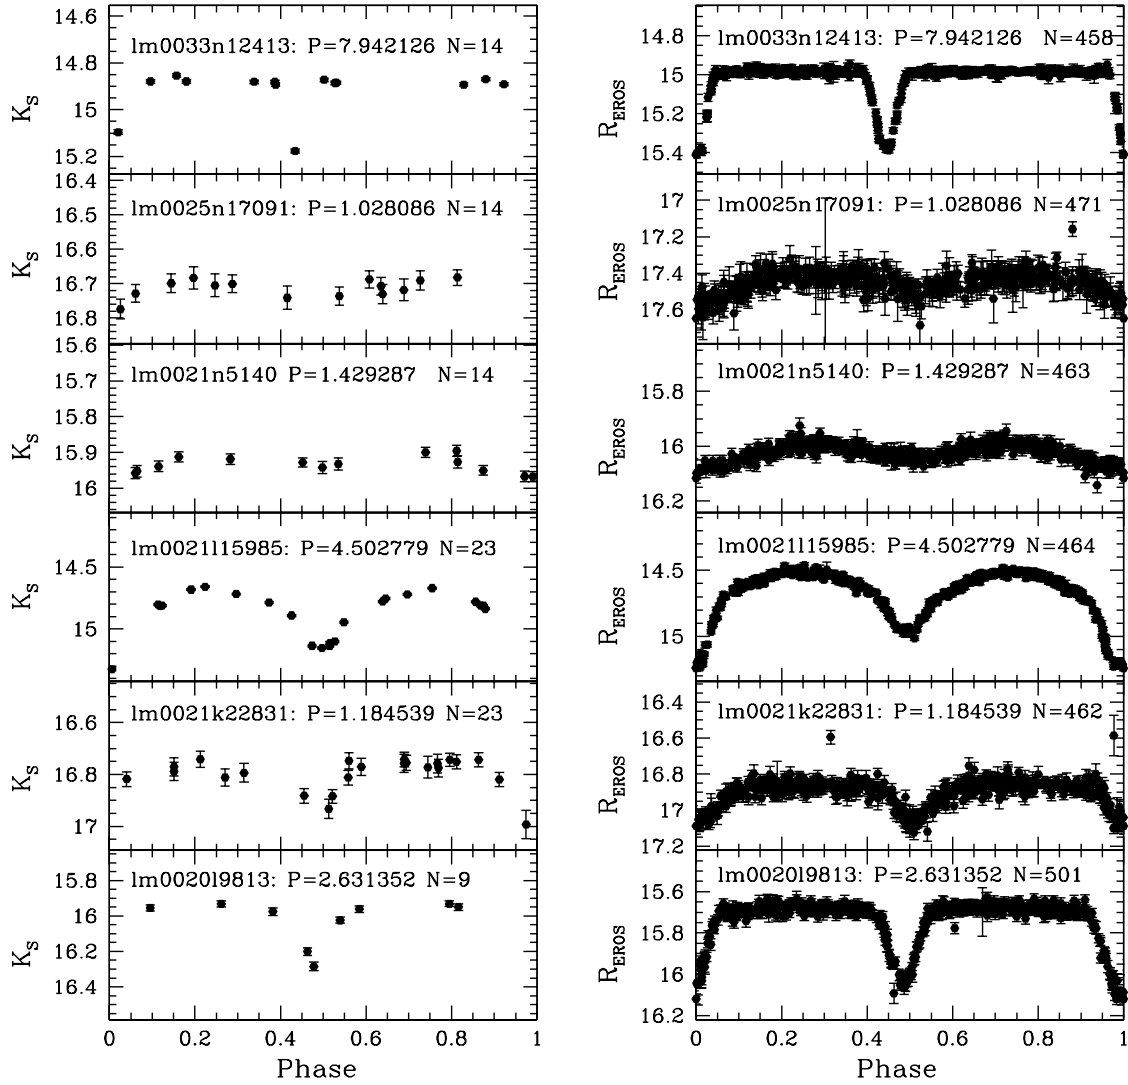 lm0033n12413: P=7.942126 N=14
14.6
14.8
15
15.2
K_S
lm0025n17091: P=1.028086 N=14
16.4
16.5
16.6
16.7
16.8
K_S
lm0021n5140 P=1.429287 N=14
15.6
15.7
15.8
15.9
16
K_S
lm0021l15985: P=4.502779 N=23
14.5
15
K_S
lm0021k22831: P=1.184539 N=23
16.6
16.8
17
K_S
lm0020l9813: P=2.631352 N=9
15.8
16
16.2
16.4
K_S
0 0.2 0.4 0.6 0.8 1
Phase
lm0033n12413: P=7.942126 N=458
14.8
15
15.2
15.4
R_EROS
lm0025n17091: P=1.028086 N=471
17
17.2
17.4
17.6
R_EROS
lm0021n5140: P=1.429287 N=463
15.8
16
16.2
R_EROS
lm0021l15985: P=4.502779 N=464
14.5
15
R_EROS
lm0021k22831: P=1.184539 N=462
16.4
16.6
16.8
17
17.2
R_EROS
lm0020l9813: P=2.631352 N=501
15.6
15.8
16
16.2
R_EROS
0 0.2 0.4 0.6 0.8 1
Phase